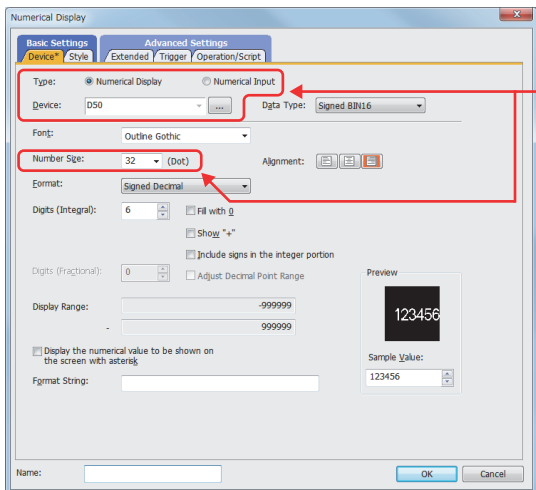 Numerical Display
Basic Settings Advanced Settings
Device* Style Extended Trigger Operation/Script
Type: Numerical Display Numerical Input
Device: D50 ... Data Type: Signed BIN16
Font: Outline Gothic
Number Size: 32 (Dot) Alignment:
Format: Signed Decimal
Digits (Integral): 6 Fill with 0
Show "+"
Include signs in the integer portion
Digits (Fractional): 0 Adjust Decimal Point Range
Preview
123456
Display Range: -999999
- 999999
Display the numerical value to be shown on
the screen with asterisk
Sample Value:
123456
Format String:
Name: OK Cancel